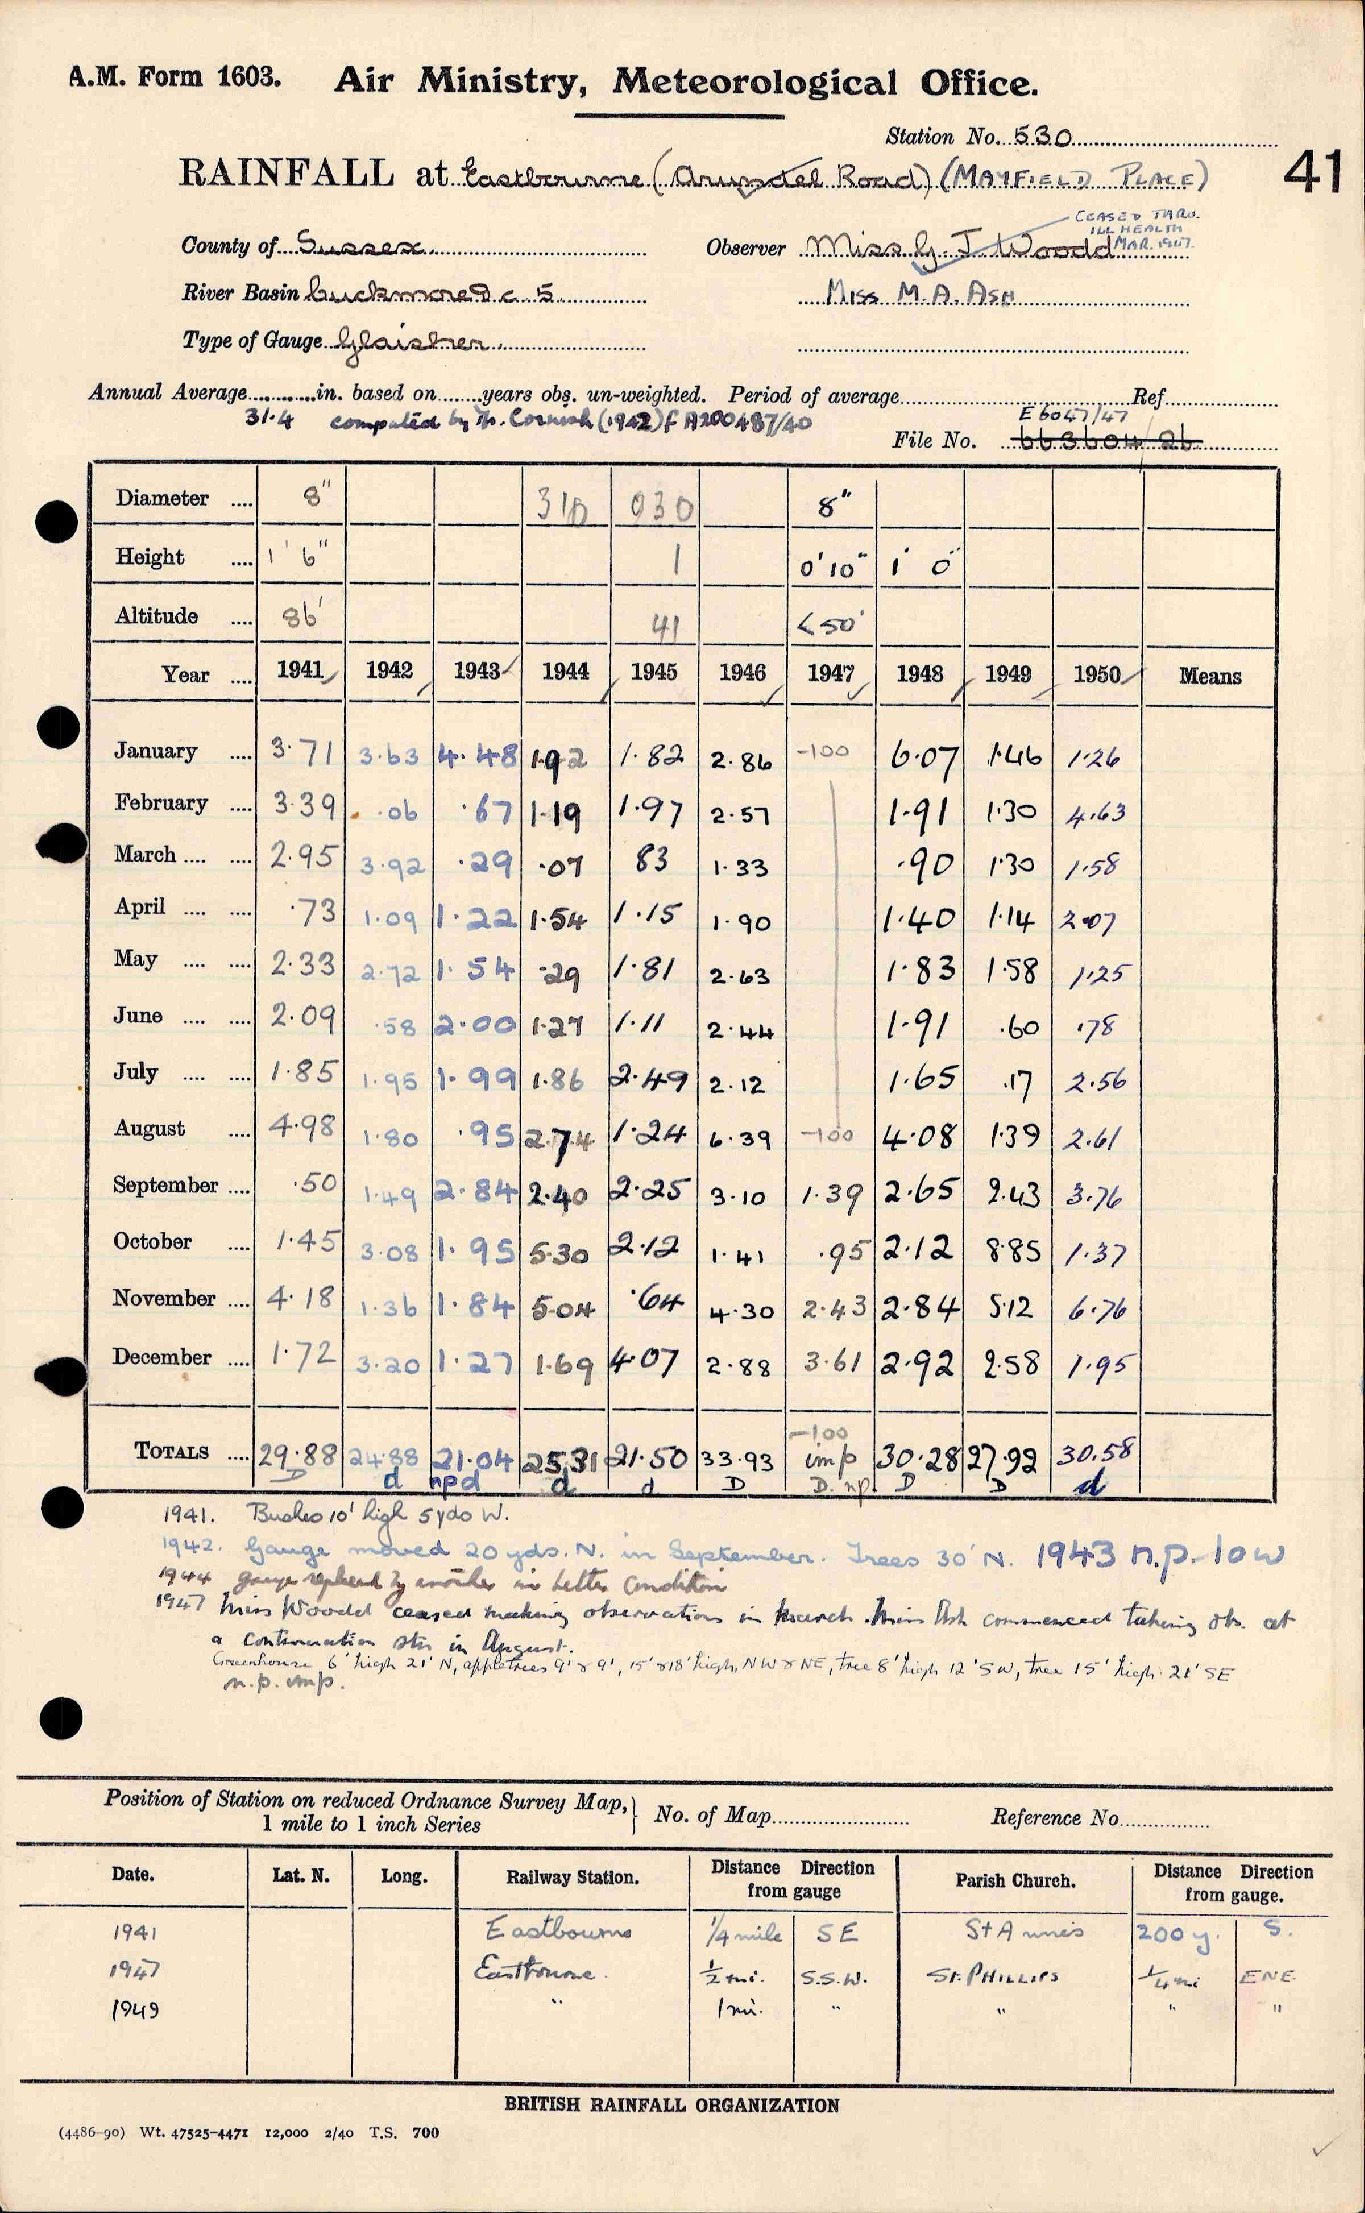 A.M. Form 1603. Air Ministry, Meteorological Office.
Station No. 530
41
RAINFALL at Eastbourne (Arundel Road) (MAYFIELD PLACE)
CEASED THRO.
ILL HEALTH
MAR. 1947.
County of Sussex Observer Miss G. J. Woodd
River Basin Cuckmere &c 5 MISS M.A. ASH
Type of Gauge Glaisher
Annual Average in. based on years obs. un-weighted. Period of average Ref
31.4 computed by Cornish (1942) f A200487/40
E6047/47
File No. 663604/26
Diameter 8" 310 030 8"
Height 1' 6" 1 0'10" 1' 0"
Altitude 86' 41 <50'
Year 1941 1942 1943 1944 1945 1946 1947 1948 1949 1950 Means
January 3.71 3.63 4.48 1.92 1.82 2.86 -100 6.07 1.46 1.26
February 3.39 .06 .67 1.19 1.97 2.57 1.91 1.30 4.63
March 2.95 3.92 .29 .07 83 1.33 .90 1.30 1.58
April .73 1.09 1.22 1.54 1.15 1.90 1.40 1.14 2.07
May 2.33 2.72 1.54 .29 1.81 2.63 1.83 1.58 1.25
June 2.09 .58 2.00 1.27 1.11 2.44 1.91 .60 .78
July 1.85 1.95 1.99 1.86 2.49 2.12 1.65 .17 2.56
August 4.98 1.80 .95 2.74 1.24 6.39 -100 4.08 1.39 2.61
September .50 1.49 2.84 2.40 2.25 3.10 1.39 2.65 2.43 3.76
October 1.45 3.08 1.95 5.30 2.12 1.41 .95 2.12 8.85 1.37
November 4.18 1.36 1.84 5.04 .64 4.30 2.43 2.84 5.12 6.76
December 1.72 3.20 1.27 1.69 4.07 2.88 3.61 2.92 2.58 1.95
-100
TOTALS 29.88 24.88 21.04 25.31 21.50 33.93 imp 30.28 27.92 30.58
D d npd d d D D. np. D D d
1941. Bushes 10' high 5 yds W.
1942. Gauge moved 20 yds. N. in September. Trees 30' N. 1943 n.p. low
1944 gauge replaced by another in better condition
1947 Miss Woodd ceased making observations in March. Miss Ash commenced taking obs. at
a continuation stn in August.
Greenhouse 6' high 21' N, appletrees 9' & 9', 15' & 18' high, NW & NE, tree 8' high 12' SW, tree 15' high 21' SE
n.p. imp.
Position of Station on reduced Ordnance Survey Map, 1 mile to 1 inch Series No. of Map Reference No
Date. Lat. N. Long. Railway Station. Distance Direction from gauge Parish Church. Distance Direction from gauge.
1941 Eastbourne 1/4 mile SE St Anne's 200 y. S.
1947 Eastbourne. 1/2 mi. S.S.W. ST. PHILLIPS 1/4 mi ENE.
1949 " 1 mi. " " " "
BRITISH RAINFALL ORGANIZATION
(4486-90) Wt. 47525-4471 12,000 2/40 T.S. 700